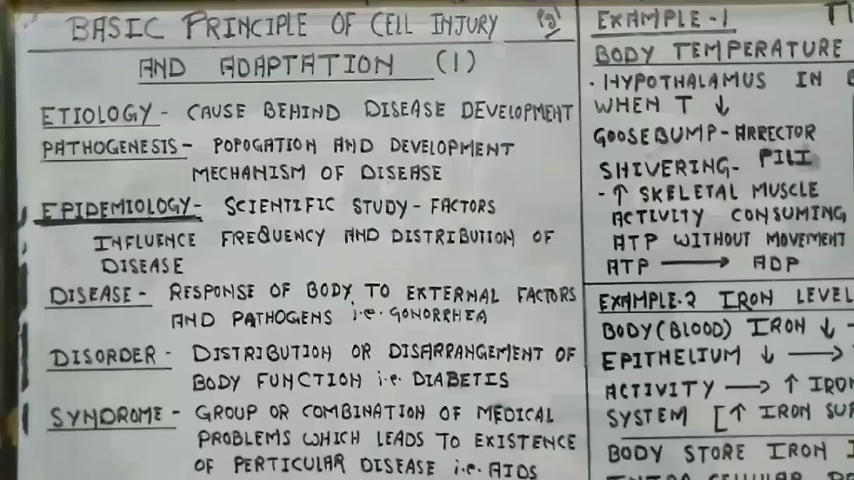 BASIC PRINCIPLE OF CELL INJURY
AND ADAPTATION (1)
ETIOLOGY - CAUSE BEHIND DISEASE DEVELOPMENT
PATHOGENESIS - POPOGATION AND DEVELOPMENT
MECHANISM OF DISEASE
EPIDEMIOLOGY - SCIENTIFIC STUDY - FACTORS
INFLUENCE FREQUENCY AND DISTRIBUTION OF
DISEASE
DISEASE - RESPONSE OF BODY TO EXTERNAL FACTORS
AND PATHOGENS i.e. GONORRHEA
DISORDER - DISTRIBUTION OR DISARRANGEMENT OF
BODY FUNCTION i.e. DIABETIS
SYNDROME - GROUP OR COMBINATION OF MEDICAL
PROBLEMS WHICH LEADS TO EXISTENCE
OF PERTICULAR DISEASE i.e. AIDS
EXAMPLE - 1
BODY TEMPERATURE
· HYPOTHALAMUS IN
WHEN T ↓
GOOSEBUMP - ARRECTOR
PILI
SHIVERING -
- ↑ SKELETAL MUSCLE
ACTIVITY CONSUMING
ATP WITHOUT MOVEMENT
ATP ⟶ ADP
EXAMPLE-2 IRON LEVEL
BODY (BLOOD) IRON ↓ -
EPITHELIUM ↓ ⟶
ACTIVITY → ↑ IRON
SYSTEM [↑ IRON
BODY STORE IRON